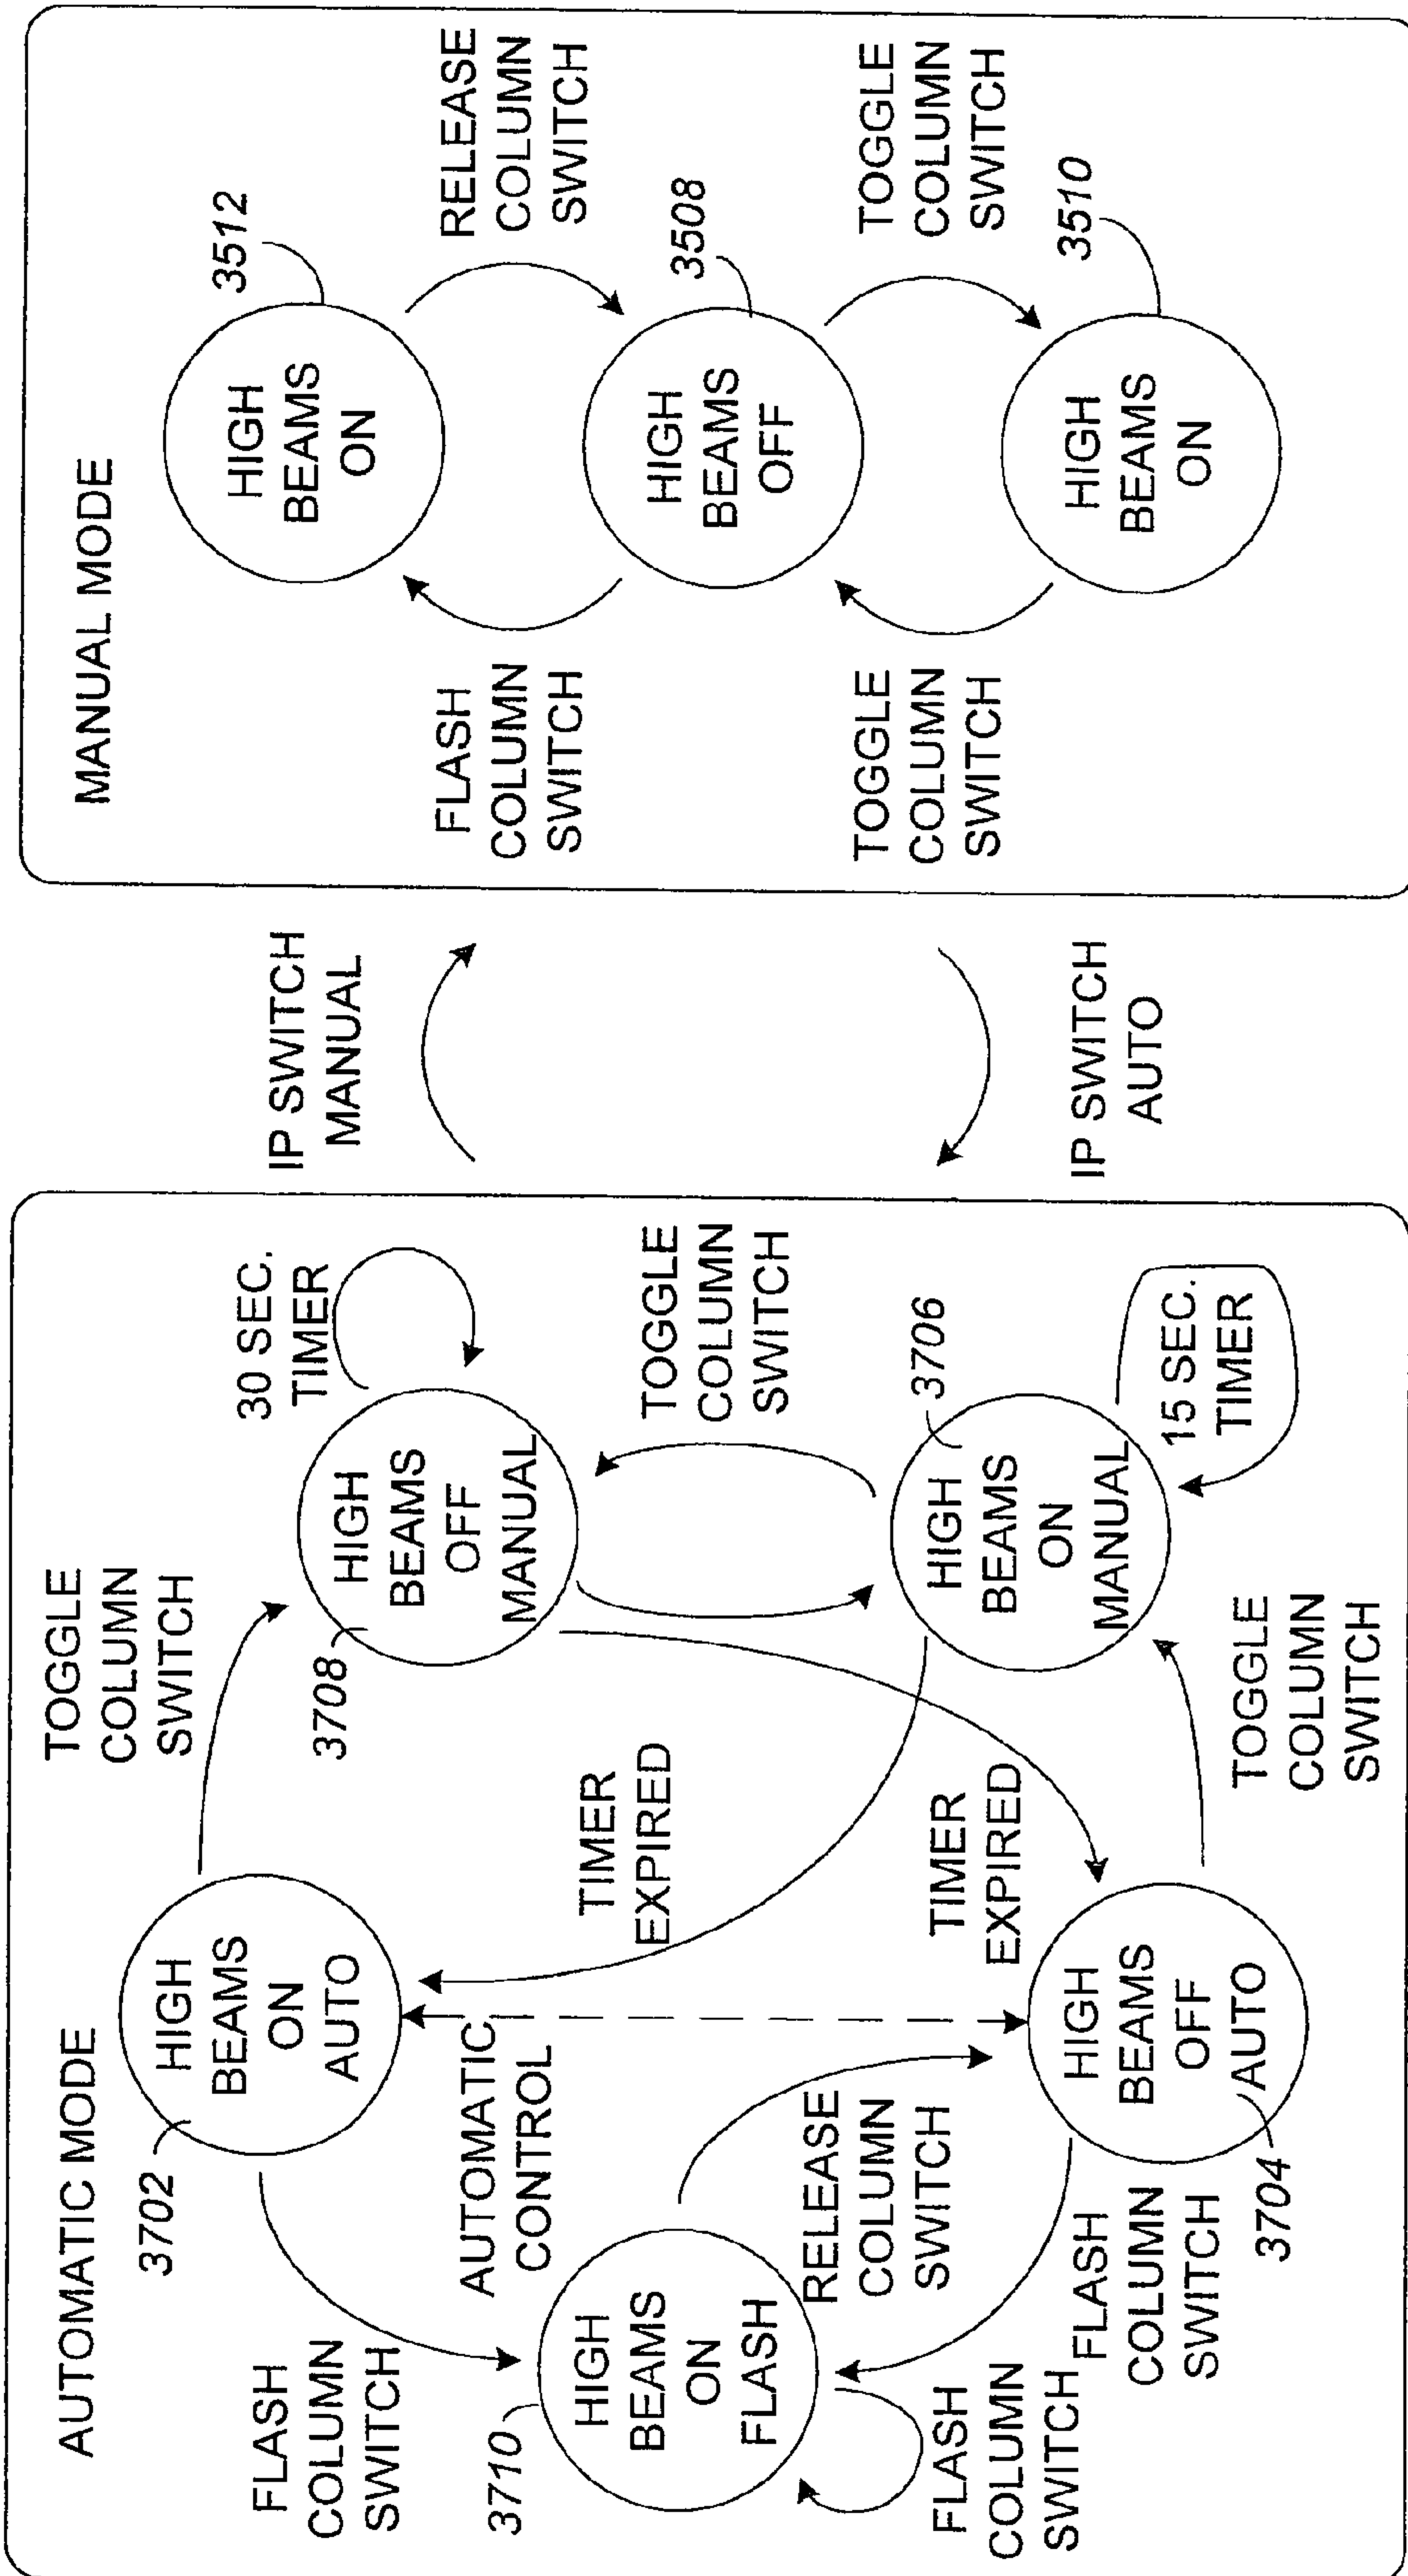 AUTOMATIC MODE
3702
HIGH
BEAMS
ON
AUTO
TOGGLE
COLUMN
SWITCH
30 SEC.
TIMER
3708
HIGH
BEAMS
OFF
MANUAL
FLASH
COLUMN
SWITCH
AUTOMATIC
CONTROL
TIMER
EXPIRED
TOGGLE
COLUMN
SWITCH
3710
HIGH
BEAMS
ON
FLASH
RELEASE
COLUMN
SWITCH
TIMER
EXPIRED
3706
HIGH
BEAMS
ON
MANUAL
15 SEC.
TIMER
FLASH
COLUMN
SWITCH
FLASH
COLUMN
SWITCH
HIGH
BEAMS
OFF
AUTO
3704
TOGGLE
COLUMN
SWITCH
IP SWITCH
MANUAL
IP SWITCH
AUTO
MANUAL MODE
3512
HIGH
BEAMS
ON
FLASH
COLUMN
SWITCH
RELEASE
COLUMN
SWITCH
3508
HIGH
BEAMS
OFF
TOGGLE
COLUMN
SWITCH
TOGGLE
COLUMN
SWITCH
3510
HIGH
BEAMS
ON